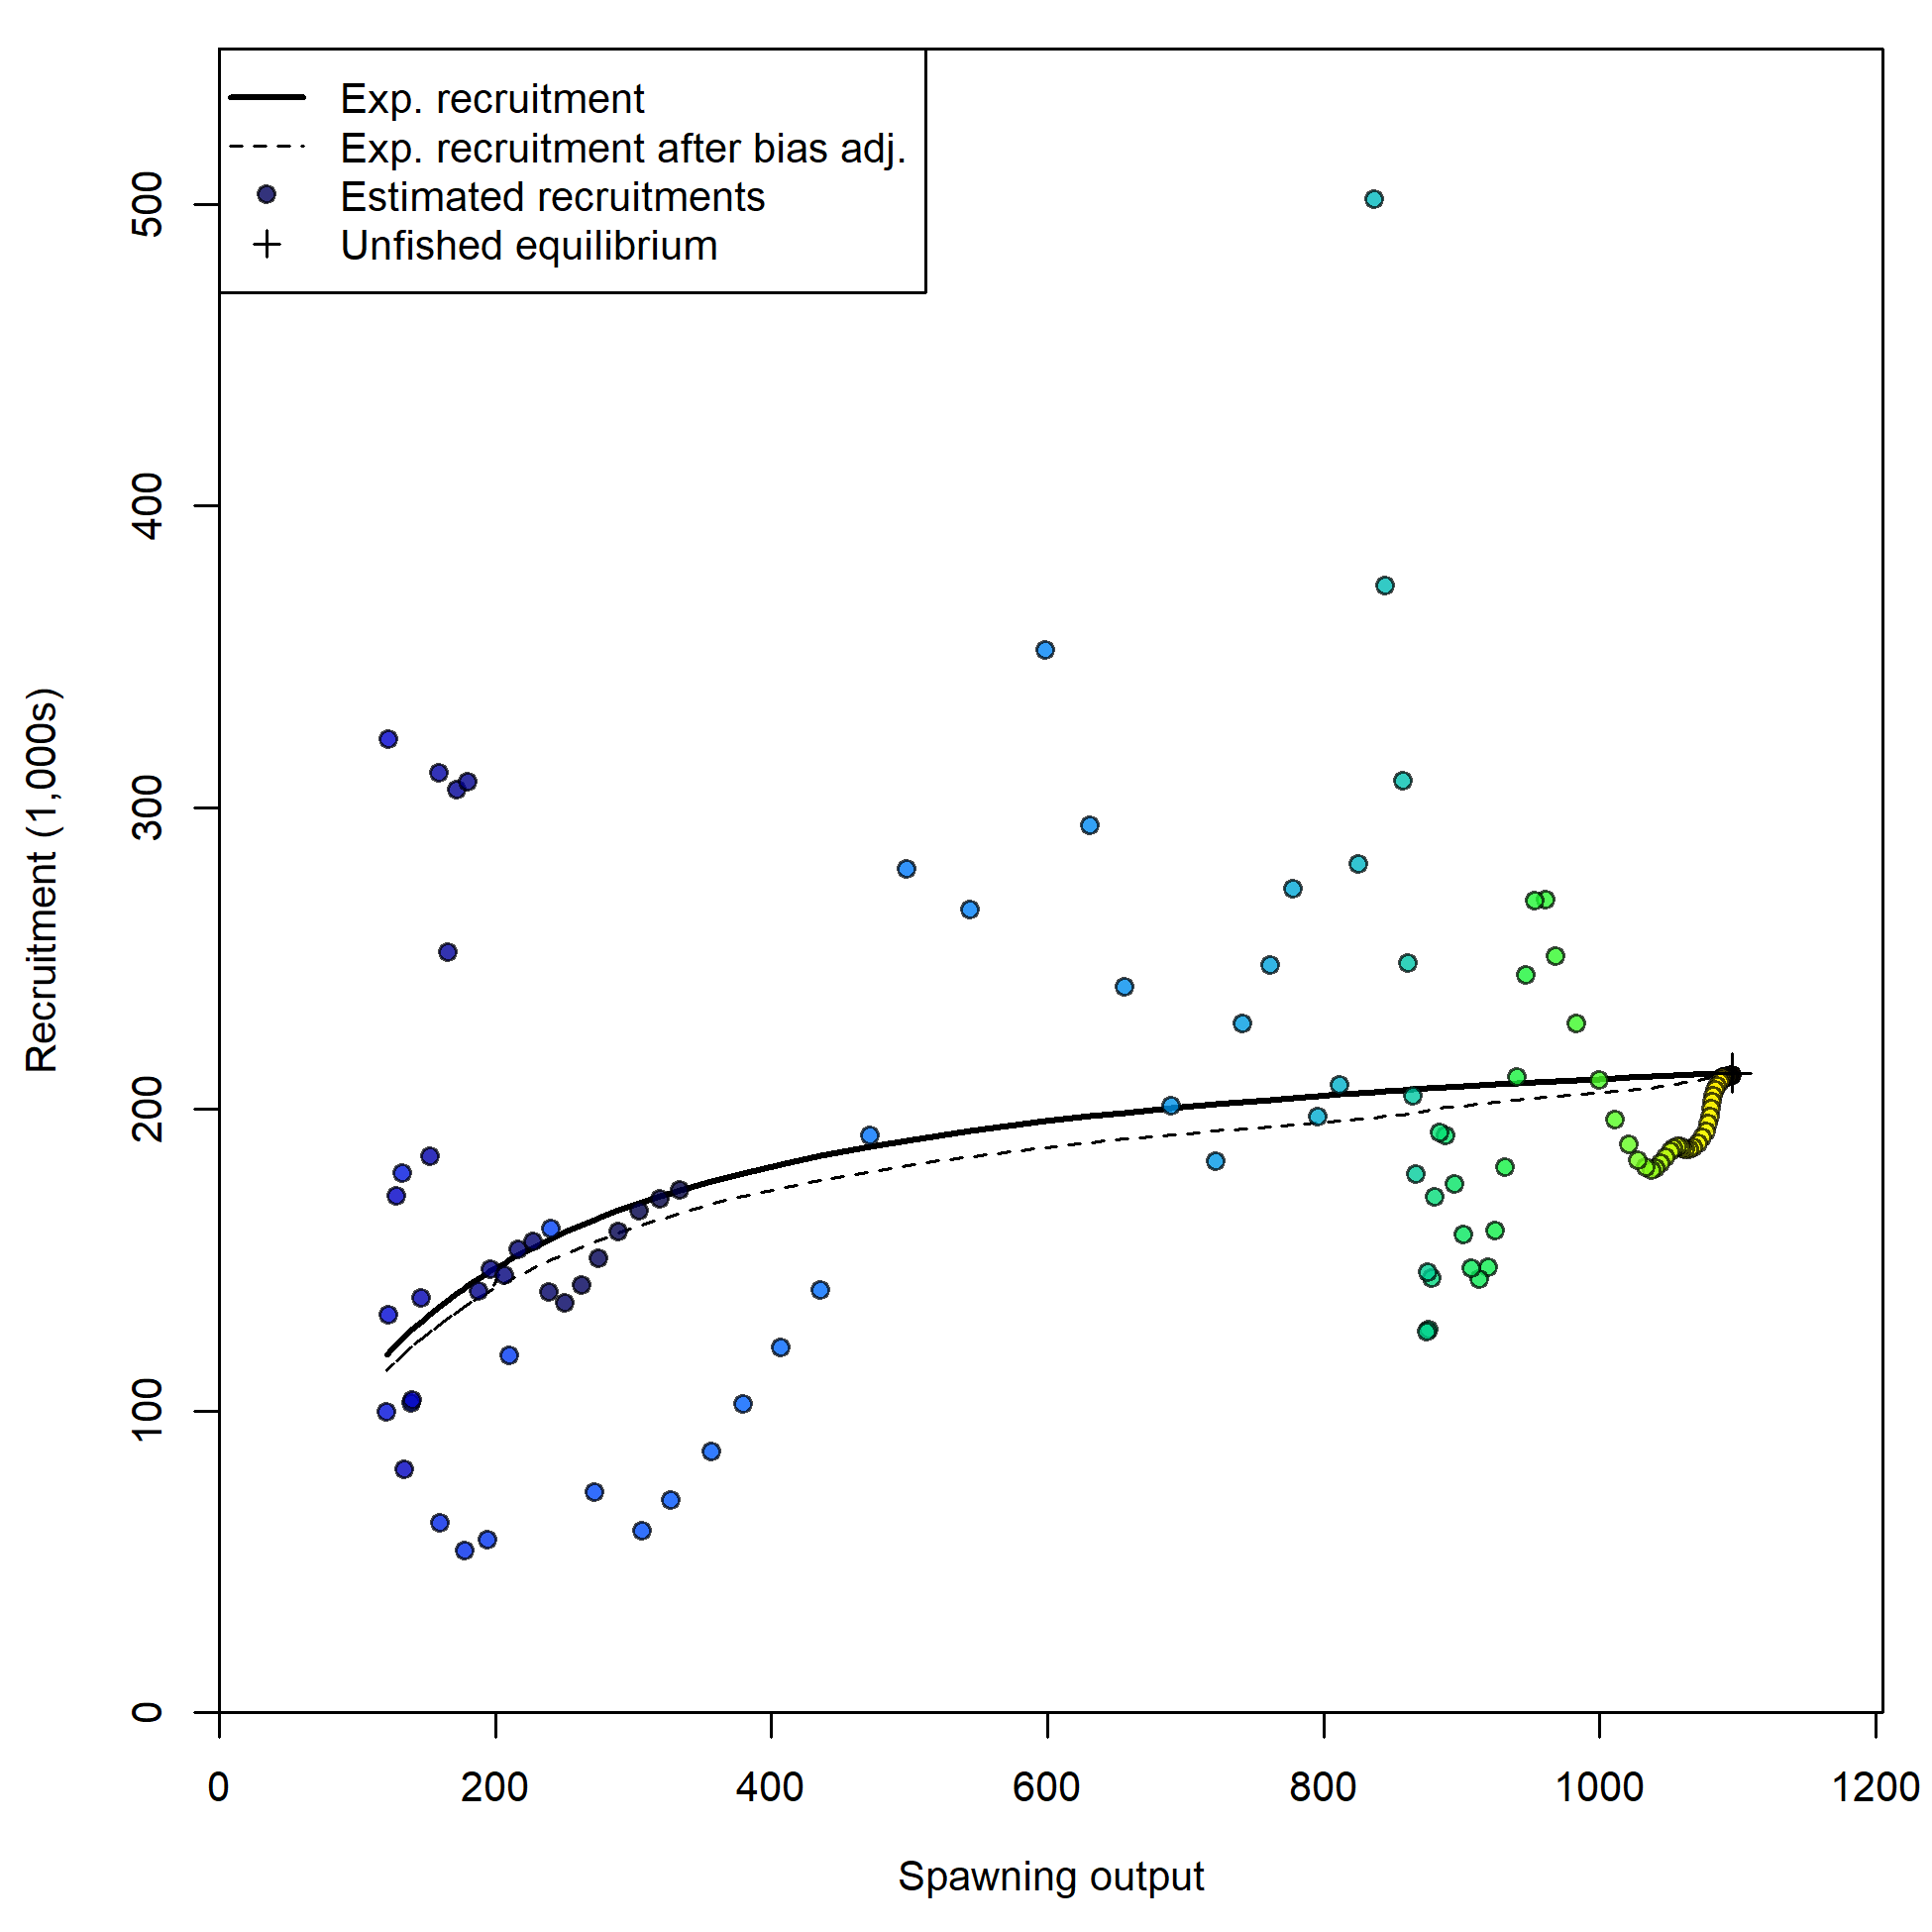 Exp. recruitment
Exp. recruitment after bias adj.
Estimated recruitments
Unfished equilibrium
500
400
300
200
100
0
Recruitment (1,000s)
0 200 400 600 800 1000 1200
Spawning output